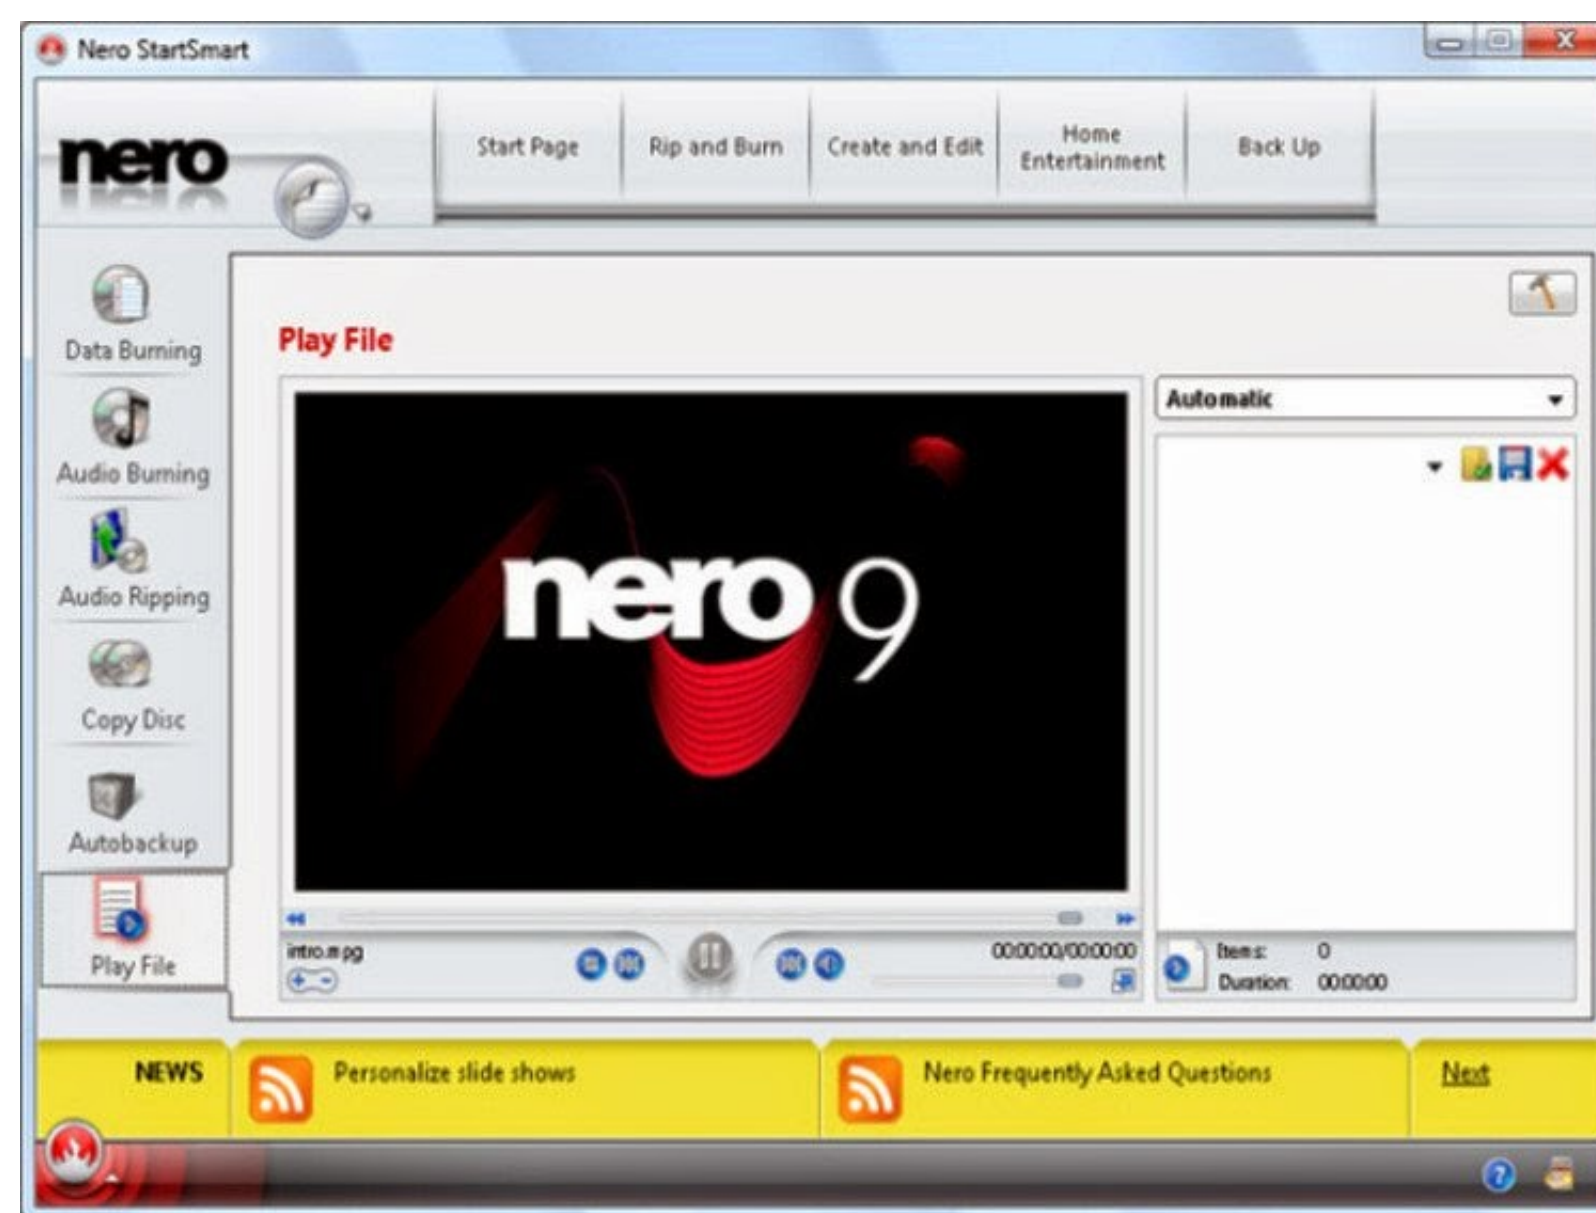 Nero StartSmart
nero
Start Page
Rip and Burn
Create and Edit
Home
Entertainment
Back Up
Data Burning
Audio Burning
Audio Ripping
Copy Disc
Autobackup
Play File
Play File
nero 9
intro.mpg
00:00:00/00:00:00
Automatic
Items: 0
Duration: 00:00:00
NEWS
Personalize slide shows
Nero Frequently Asked Questions
Next